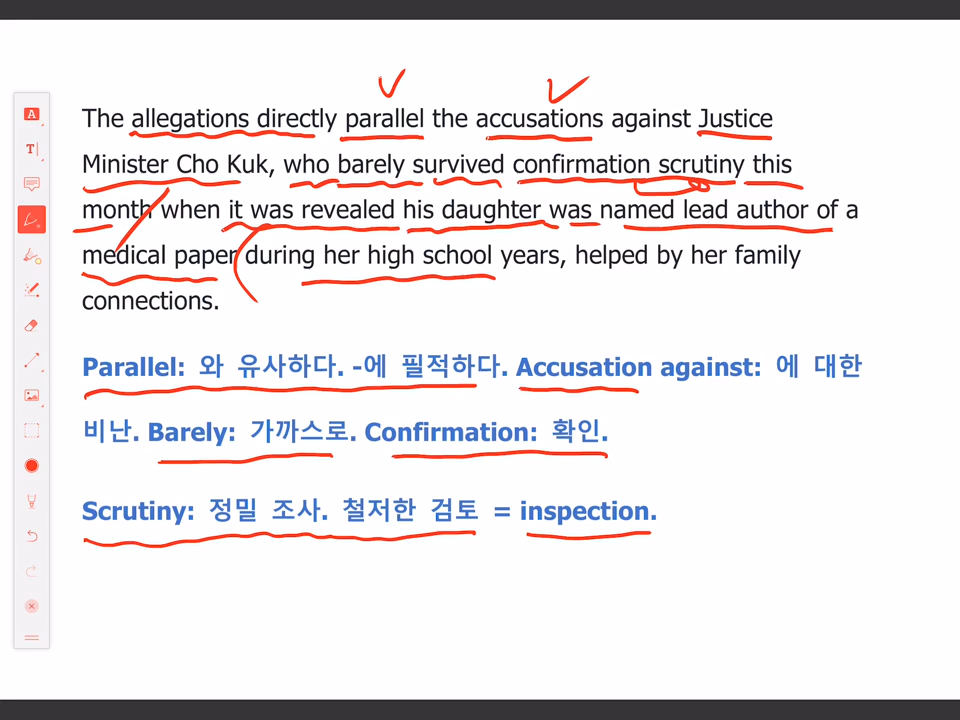 The allegations directly parallel the accusations against Justice
Minister Cho Kuk, who barely survived confirmation scrutiny this
month when it was revealed his daughter was named lead author of a
medical paper during her high school years, helped by her family
connections.
Parallel: 와 유사하다. -에 필적하다. Accusation against: 에 대한
비난. Barely: 가까스로. Confirmation: 확인.
Scrutiny: 정밀 조사. 철저한 검토 = inspection.